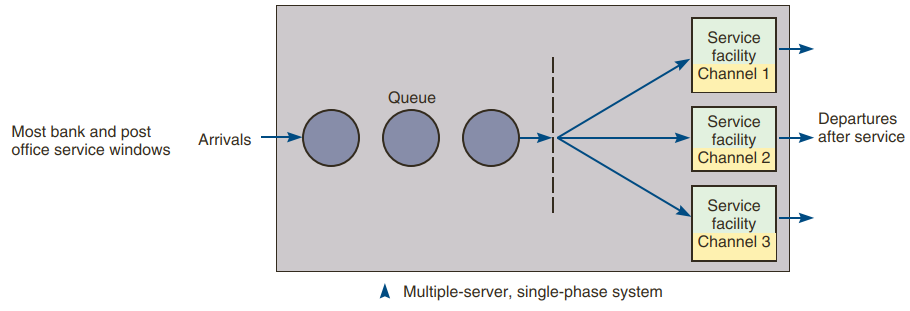 Most bank and post
office service windows
Arrivals
Queue
Service
facility
Channel 1
Service
facility
Channel 2
Service
facility
Channel 3
Departures
after service
Multiple-server, single-phase system